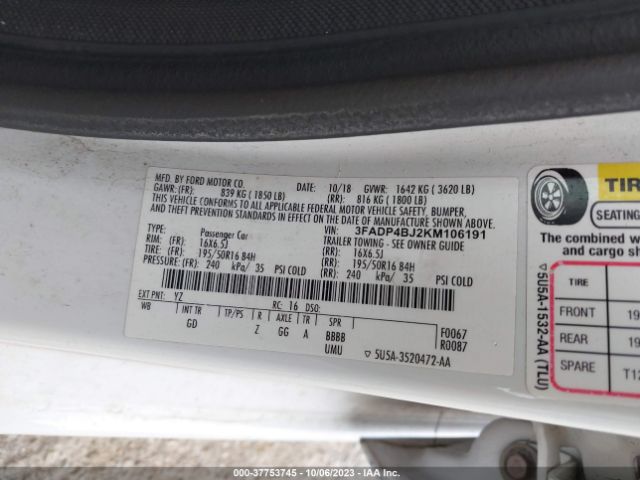 MFD. BY FORD MOTOR CO. 10/18 GVWR: 1642 KG ( 3620 LB)
GAWR: (FR): 839 KG ( 1850 LB) (RR): 816 KG ( 1800 LB)
THIS VEHICLE CONFORMS TO ALL APPLICABLE FEDERAL MOTOR VEHICLE SAFETY, BUMPER,
AND THEFT PREVENTION STANDARDS IN EFFECT ON THE DATE OF MANUFACTURE SHOWN ABOVE.
VIN: 3FADP4BJ2KM106191
TYPE: Passenger Car TRAILER TOWING - SEE OWNER GUIDE
RIM: (FR): 16X6.5J (RR): 16X6.5J
TIRE: (FR): 195/50R16 84H (RR): 195/50R16 84H
PRESSURE: (FR): 240 kPa/ 35 PSI COLD (RR): 240 kPa/ 35 PSI COLD
EXT PNT: YZ RC: 16 DSO:
WB INT TR TP/PS R AXLE TR SPR F0067
GD Z GG A BBBB R0087
UMU ▽ 5U5A-3520472-AA
TIR
SEATING
The combined w
and cargo sh
TIRE
FRONT 19
REAR 19
SPARE T12
▽ 5U5A-1532-AA (TLU)
000-37753745 - 10/06/2023 - IAA Inc.